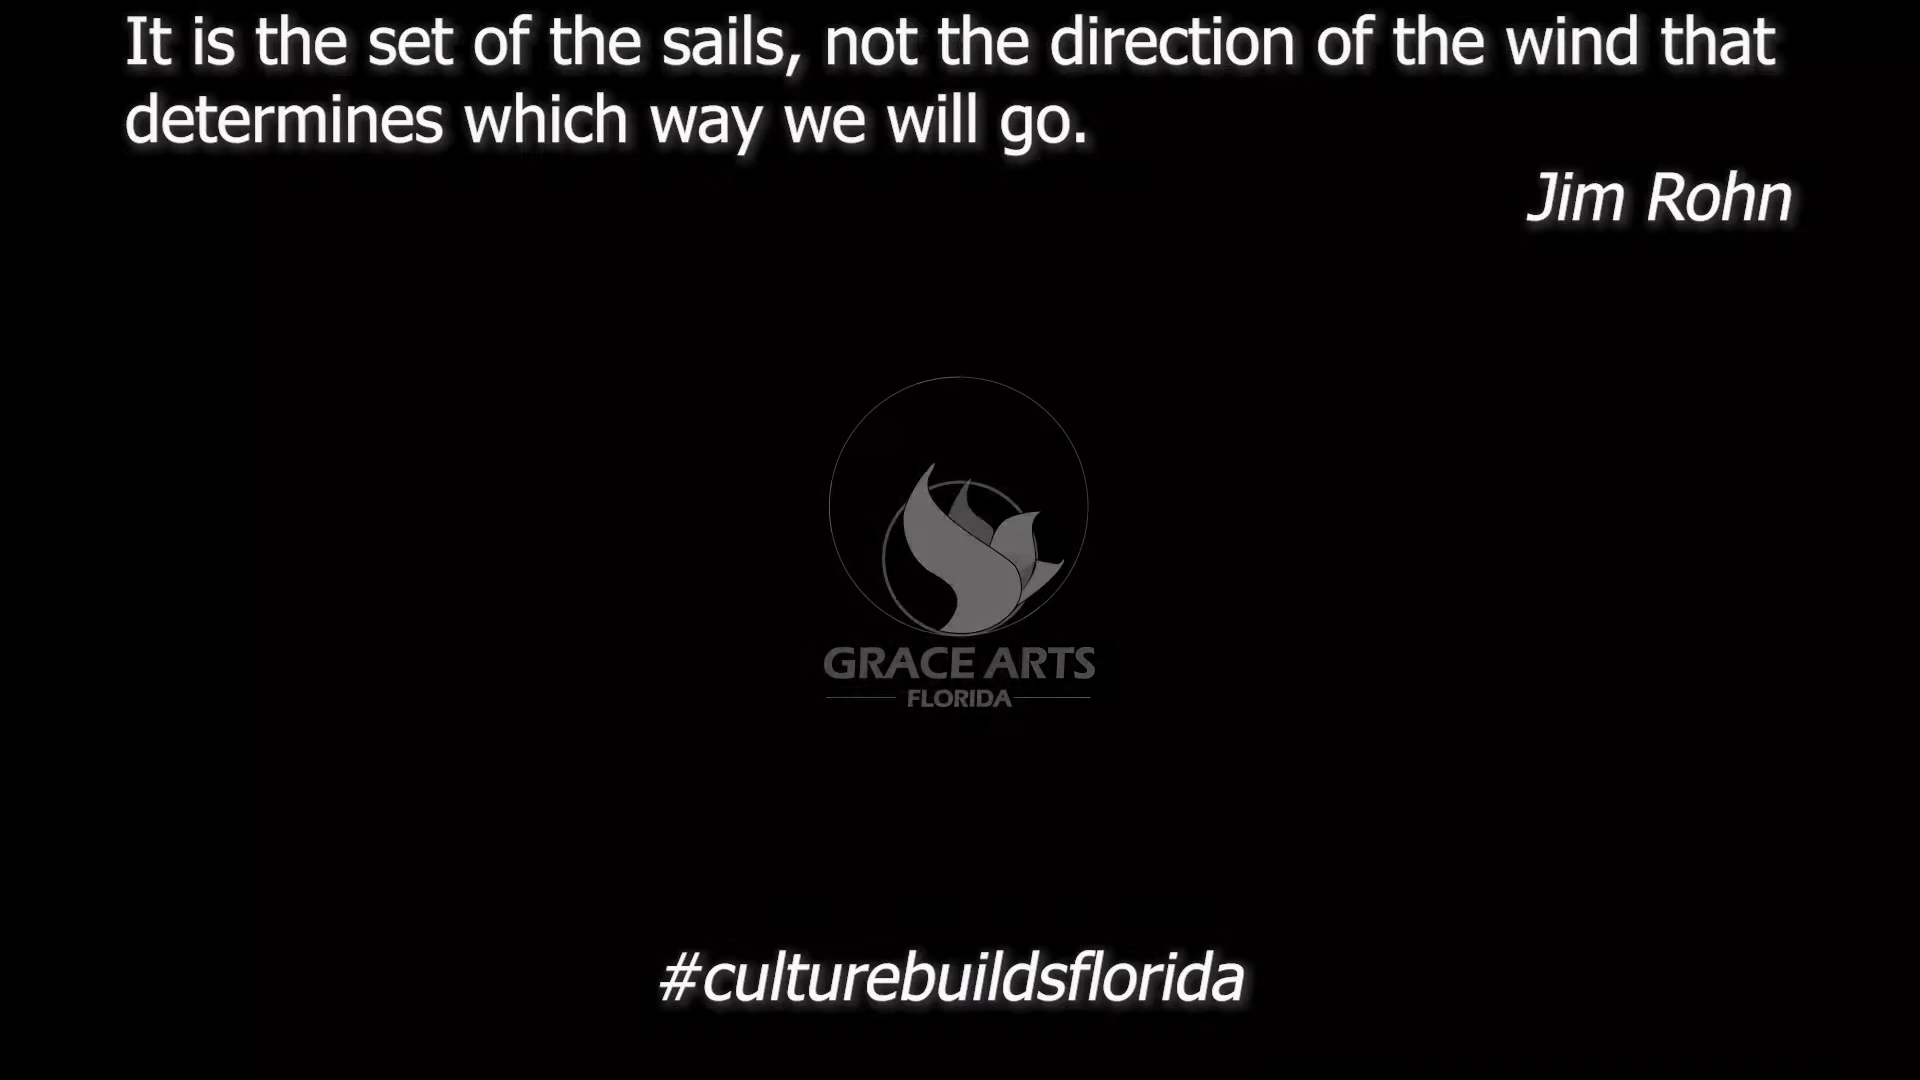 It is the set of the sails, not the direction of the wind that
determines which way we will go.
Jim Rohn
GRACE ARTS
FLORIDA
#culturebuildsflorida